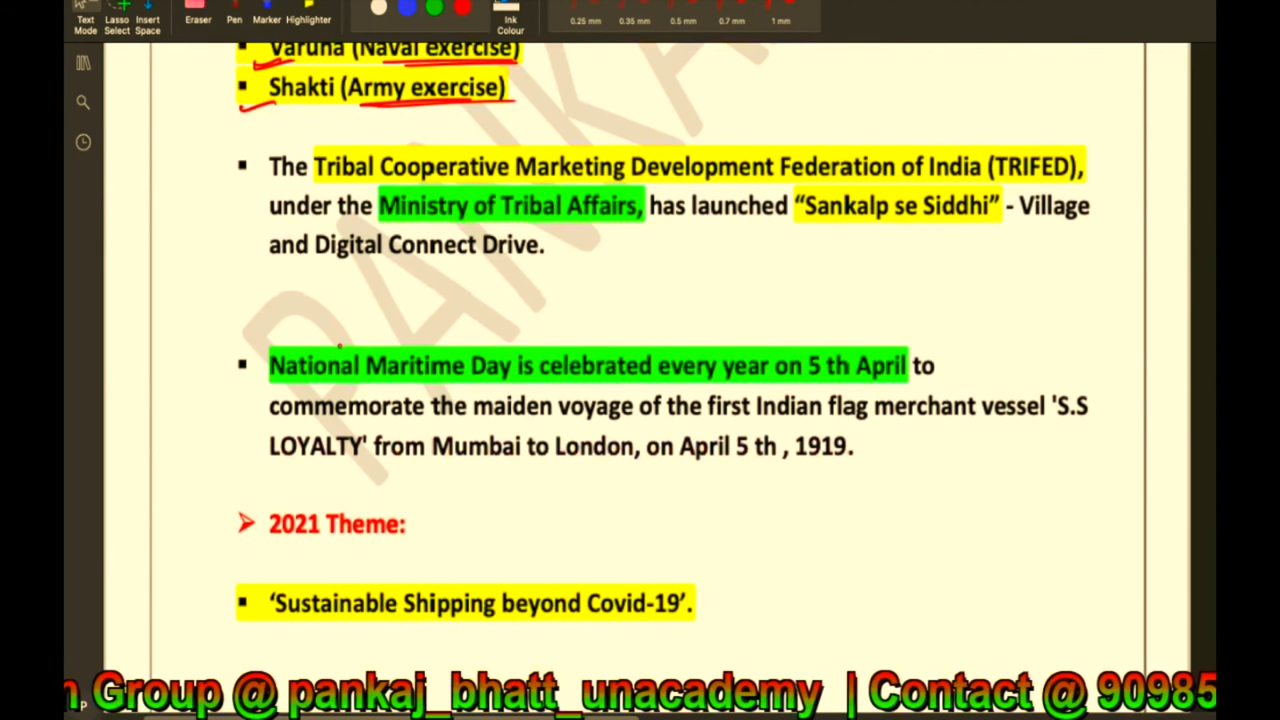 Text Lasso Insert Eraser Pen Marker Highlighter Ink 0.25 mm 0.35 mm 0.5 mm 0.7 mm 1 mm
Mode Select Space Colour
▪ Varuna (Naval exercise)
▪ Shakti (Army exercise)
▪ The Tribal Cooperative Marketing Development Federation of India (TRIFED),
under the Ministry of Tribal Affairs, has launched “Sankalp se Siddhi” - Village
and Digital Connect Drive.
▪ National Maritime Day is celebrated every year on 5 th April to
commemorate the maiden voyage of the first Indian flag merchant vessel 'S.S
LOYALTY' from Mumbai to London, on April 5 th , 1919.
➢ 2021 Theme:
▪ ‘Sustainable Shipping beyond Covid-19’.
Group @ pankaj_bhatt_unacademy | Contact @ 90985
PANKA